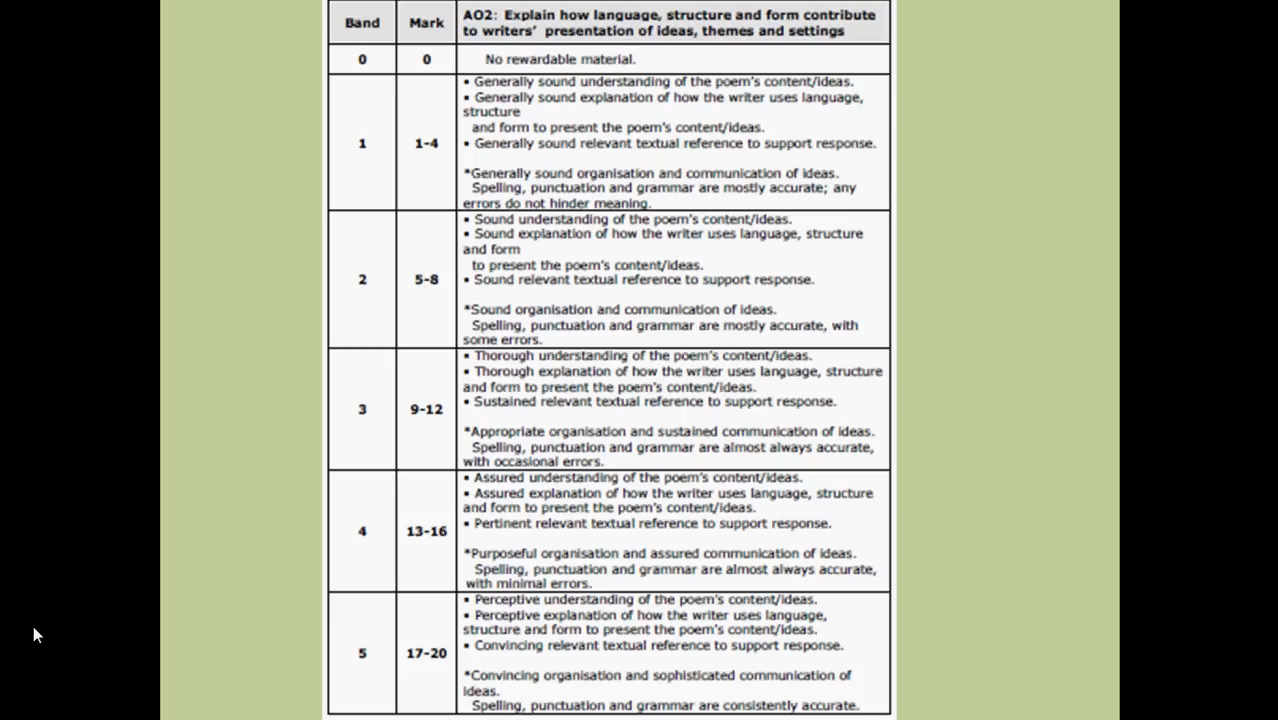 Band
Mark
AO2: Explain how language, structure and form contribute
to writers' presentation of ideas, themes and settings
0
0
No rewardable material.
1
1-4
▪ Generally sound understanding of the poem's content/ideas.
▪ Generally sound explanation of how the writer uses language,
structure
and form to present the poem's content/ideas.
▪ Generally sound relevant textual reference to support response.
*Generally sound organisation and communication of ideas.
Spelling, punctuation and grammar are mostly accurate; any
errors do not hinder meaning.
2
5-8
▪ Sound understanding of the poem's content/ideas.
▪ Sound explanation of how the writer uses language, structure
and form
to present the poem's content/ideas.
▪ Sound relevant textual reference to support response.
*Sound organisation and communication of ideas.
Spelling, punctuation and grammar are mostly accurate, with
some errors.
3
9-12
▪ Thorough understanding of the poem's content/ideas.
▪ Thorough explanation of how the writer uses language, structure
and form to present the poem's content/ideas.
▪ Sustained relevant textual reference to support response.
*Appropriate organisation and sustained communication of ideas.
Spelling, punctuation and grammar are almost always accurate,
with occasional errors.
4
13-16
▪ Assured understanding of the poem's content/ideas.
▪ Assured explanation of how the writer uses language, structure
and form to present the poem's content/ideas.
▪ Pertinent relevant textual reference to support response.
*Purposeful organisation and assured communication of ideas.
Spelling, punctuation and grammar are almost always accurate,
with minimal errors.
5
17-20
▪ Perceptive understanding of the poem's content/ideas.
▪ Perceptive explanation of how the writer uses language,
structure and form to present the poem's content/ideas.
▪ Convincing relevant textual reference to support response.
*Convincing organisation and sophisticated communication of
ideas.
Spelling, punctuation and grammar are consistently accurate.